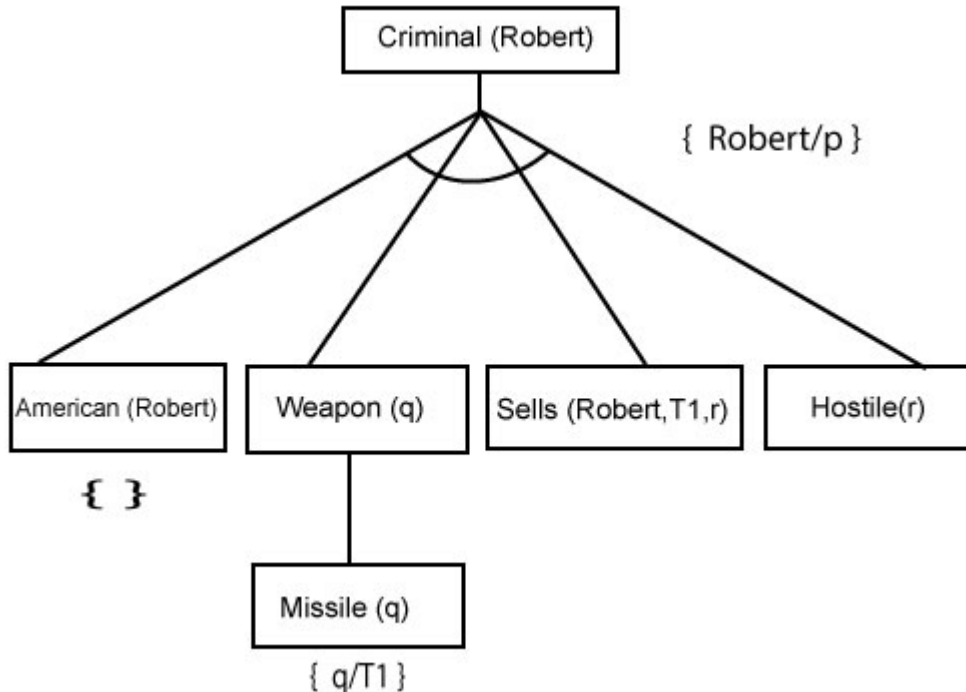 Criminal (Robert)
{ Robert/p }
American (Robert)
Weapon (q)
Sells (Robert,T1,r)
Hostile(r)
{ }
Missile (q)
{ q/T1 }